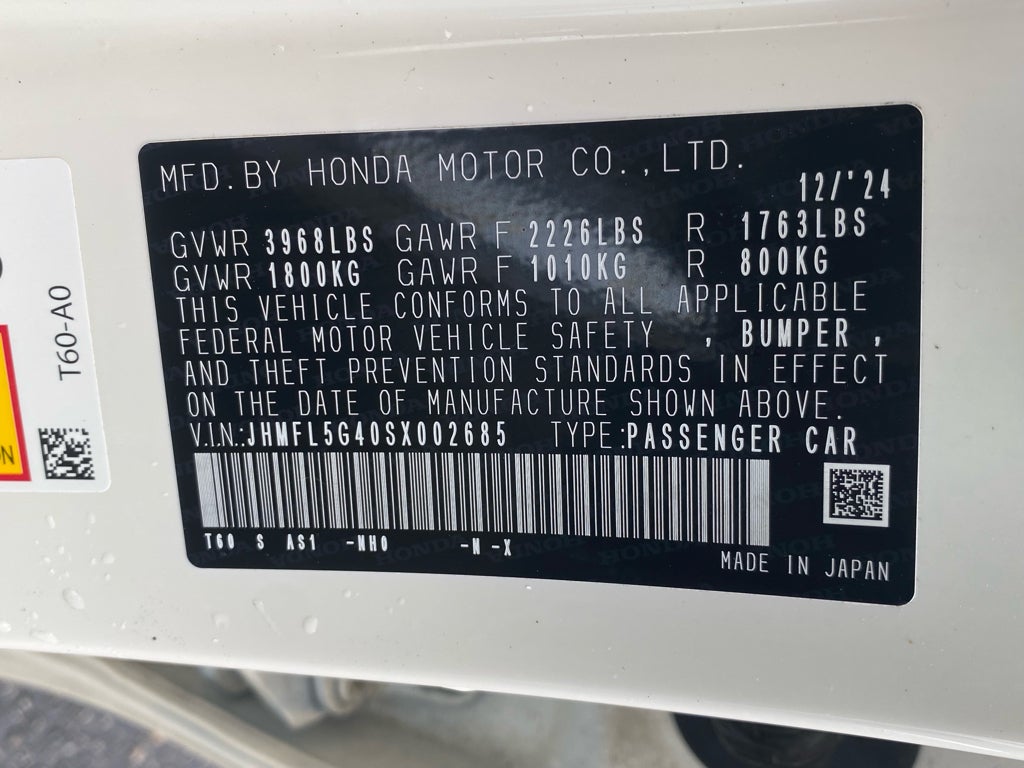 MFD. BY HONDA MOTOR CO., LTD.
12/'24
GVWR 3968LBS GAWR F 2226LBS R 1763LBS
GVWR 1800KG GAWR F 1010KG R 800KG
THIS VEHICLE CONFORMS TO ALL APPLICABLE
FEDERAL MOTOR VEHICLE SAFETY , BUMPER ,
AND THEFT PREVENTION STANDARDS IN EFFECT
ON THE DATE OF MANUFACTURE SHOWN ABOVE.
V.I.N.:JHMFL5G40SX002685 TYPE:PASSENGER CAR
T60 S AS1 -NH0 -N -X
MADE IN JAPAN
T60-A0